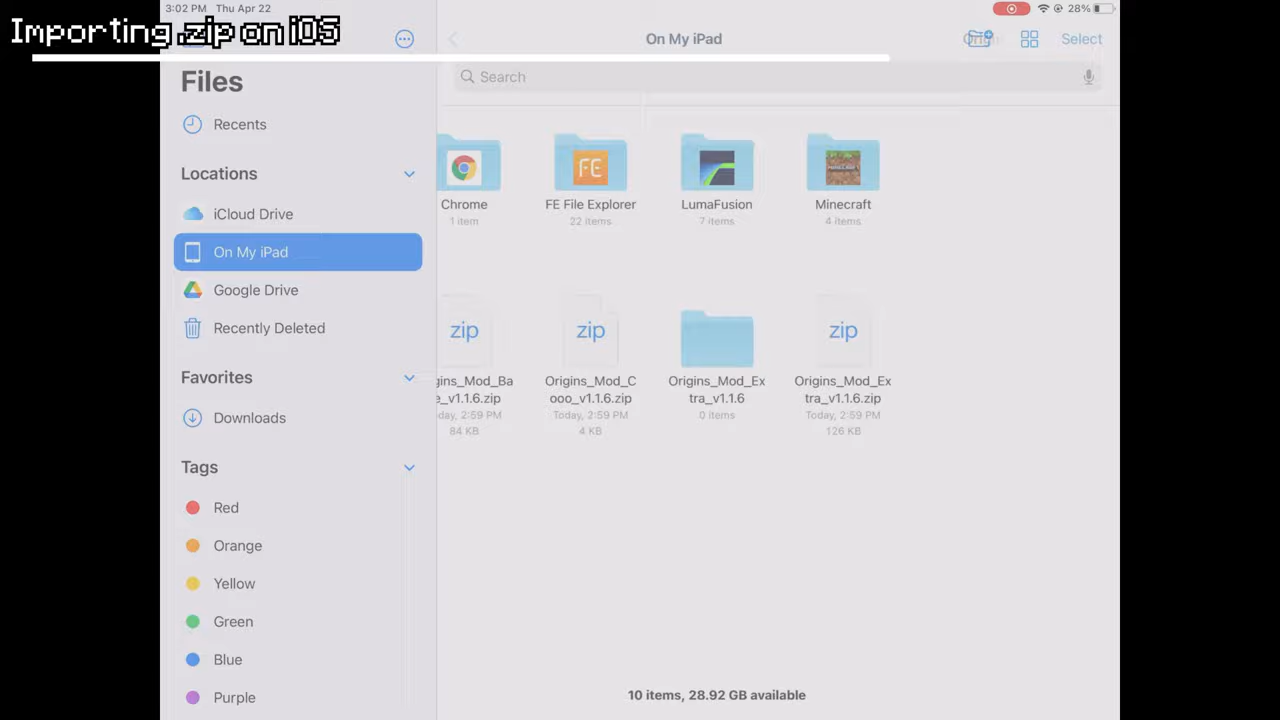 3:02 PM Thu Apr 22
28%
Importing .zip on iOS
On My iPad
Select
Files
Search
Recents
Locations
iCloud Drive
On My iPad
Google Drive
Recently Deleted
Favorites
Downloads
Tags
Red
Orange
Yellow
Green
Blue
Purple
Chrome
1 item
FE
FE File Explorer
22 items
LumaFusion
7 items
MINECRAFT
Minecraft
4 items
zip
gins_Mod_Ba
e_v1.1.6.zip
day, 2:59 PM
84 KB
zip
Origins_Mod_C
ooo_v1.1.6.zip
Today, 2:59 PM
4 KB
Origins_Mod_Ex
tra_v1.1.6
0 items
zip
Origins_Mod_Ex
tra_v1.1.6.zip
Today, 2:59 PM
126 KB
10 items, 28.92 GB available